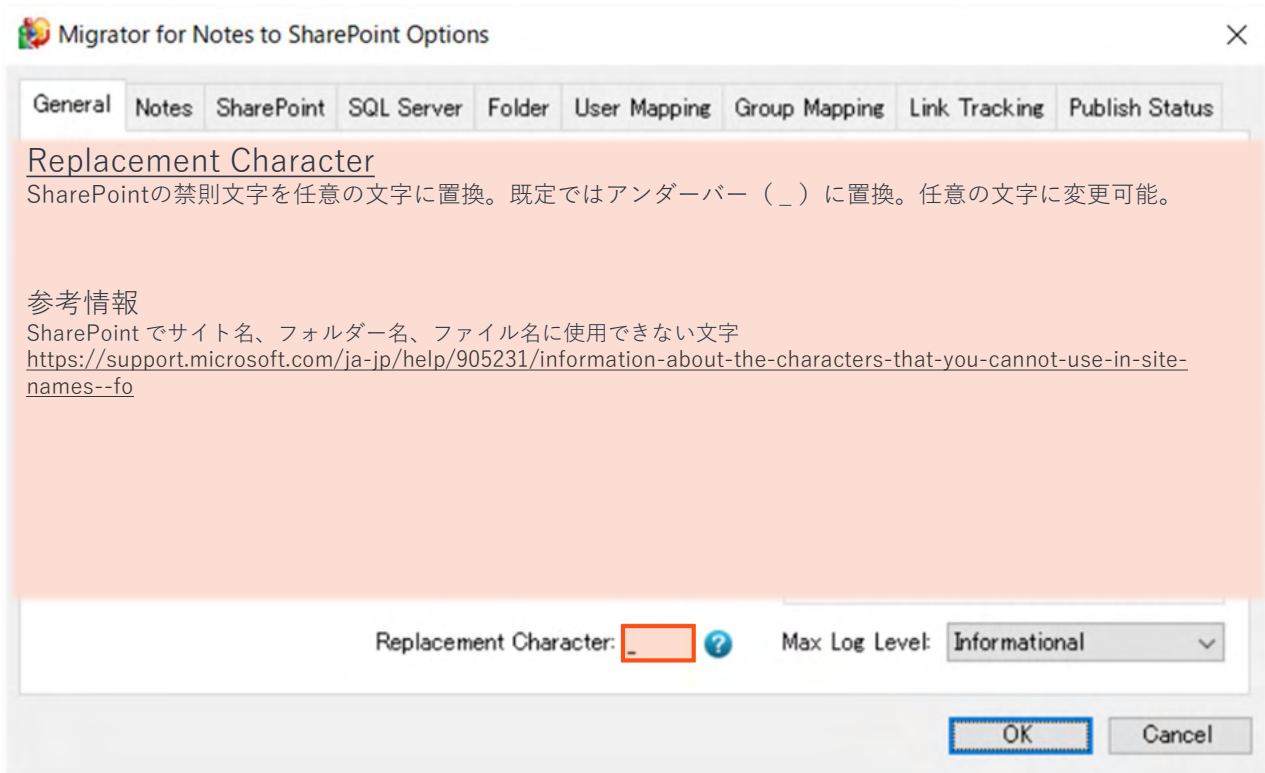 Migrator for Notes to SharePoint Options
General Notes SharePoint SQL Server Folder User Mapping Group Mapping Link Tracking Publish Status
Replacement Character
SharePointの禁則文字を任意の文字に置換。既定ではアンダーバー（_）に置換。任意の文字に変更可能。
参考情報
SharePoint でサイト名、フォルダー名、ファイル名に使用できない文字
https://support.microsoft.com/ja-jp/help/905231/information-about-the-characters-that-you-cannot-use-in-site-
names--fo
Replacement Character: _ ? Max Log Level: Informational
OK Cancel